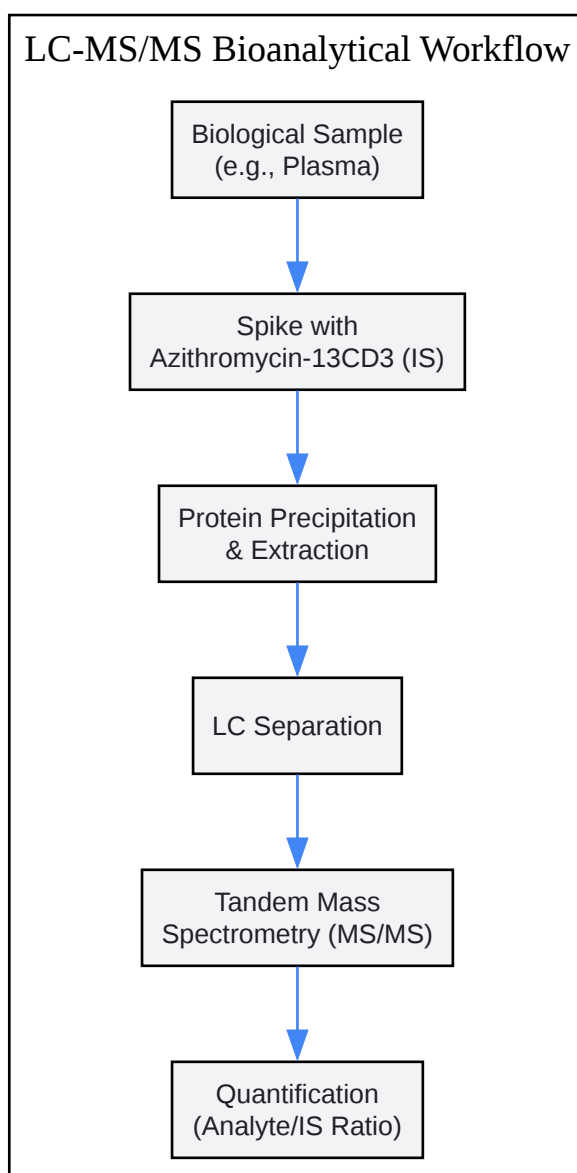 LC-MS/MS Bioanalytical Workflow
Biological Sample
(e.g., Plasma)
Spike with
Azithromycin-13CD3 (IS)
Protein Precipitation
& Extraction
LC Separation
Tandem Mass
Spectrometry (MS/MS)
Quantification
(Analyte/IS Ratio)